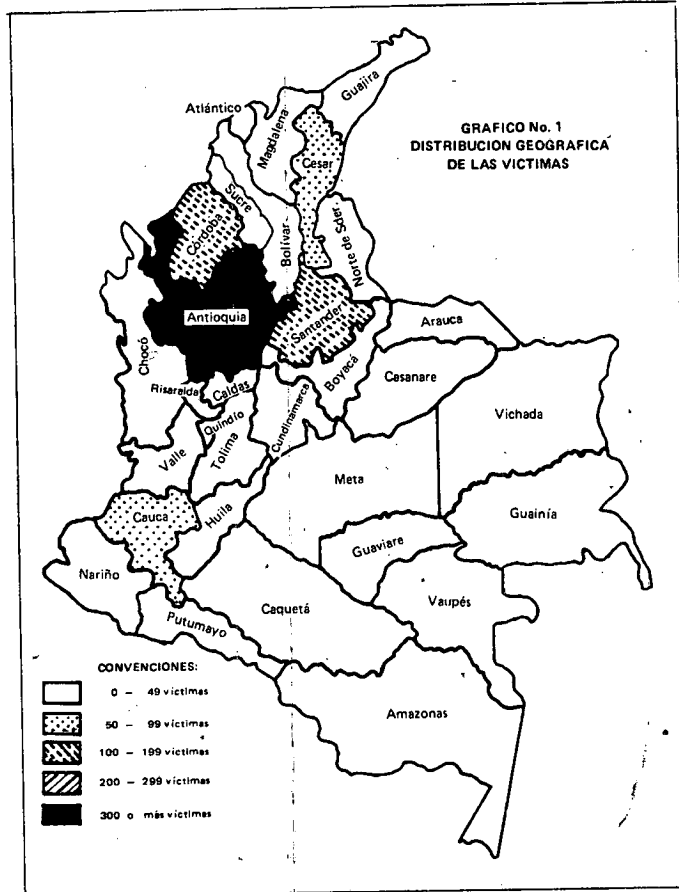 GRAFICO No. 1
DISTRIBUCION GEOGRAFICA
DE LAS VICTIMAS
Guajira
Atlántico
Magdalena
Cesar
Sucre
Córdoba
Bolívar
Norte de Sder.
Antioquia
Santander
Arauca
Chocó
Boyacá
Casanare
Risaralda
Caldas
Vichada
Quindío
Cundinamarca
Valle
Tolima
Meta
Cauca
Huila
Guainía
Guaviare
Nariño
Vaupés
Caquetá
Putumayo
Amazonas
CONVENCIONES:
0 – 49 víctimas
50 – 99 víctimas
100 – 199 víctimas
200 – 299 víctimas
300 o más víctimas